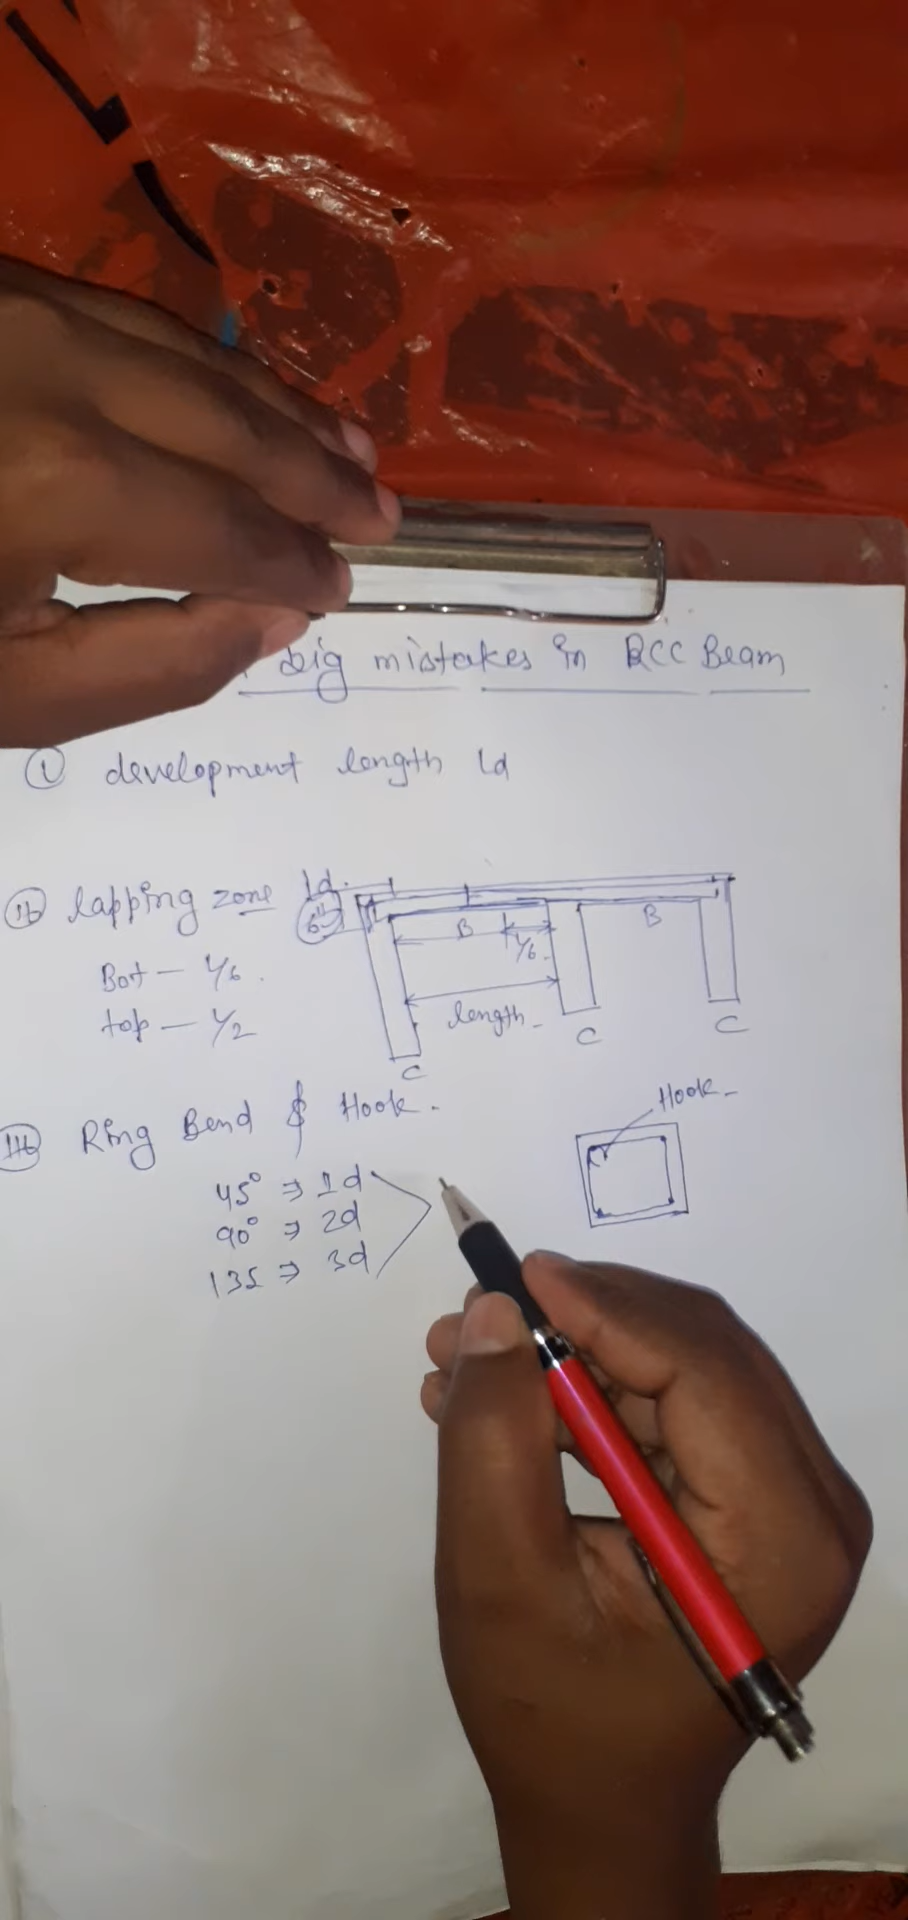 big mistakes in RCC Beam
① development length Ld
ii) lapping zone
Bot - L/6.
top - L/2
Ld.
6"
B
L/6.
B
length
C
C
C
iii) Ring Bend & Hook.
45° ⇒ 1d
90° ⇒ 2d
135 ⇒ 3d
Hook